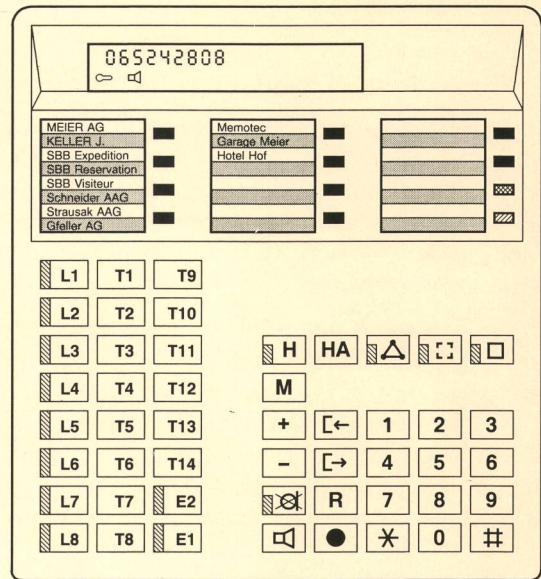 065242808
MEIER AG
KELLER J.
SBB Expedition
SBB Reservation
SBB Visiteur
Schneider AAG
Strausak AAG
Gfeller AG
Memotec
Garage Meier
Hotel Hof
L1 T1 T9
L2 T2 T10
L3 T3 T11
H HA
L4 T4 T12
M
L5 T5 T13
+ [← 1 2 3
L6 T6 T14
– [→ 4 5 6
L7 T7 E2
R 7 8 9
L8 T8 E1
* 0 #